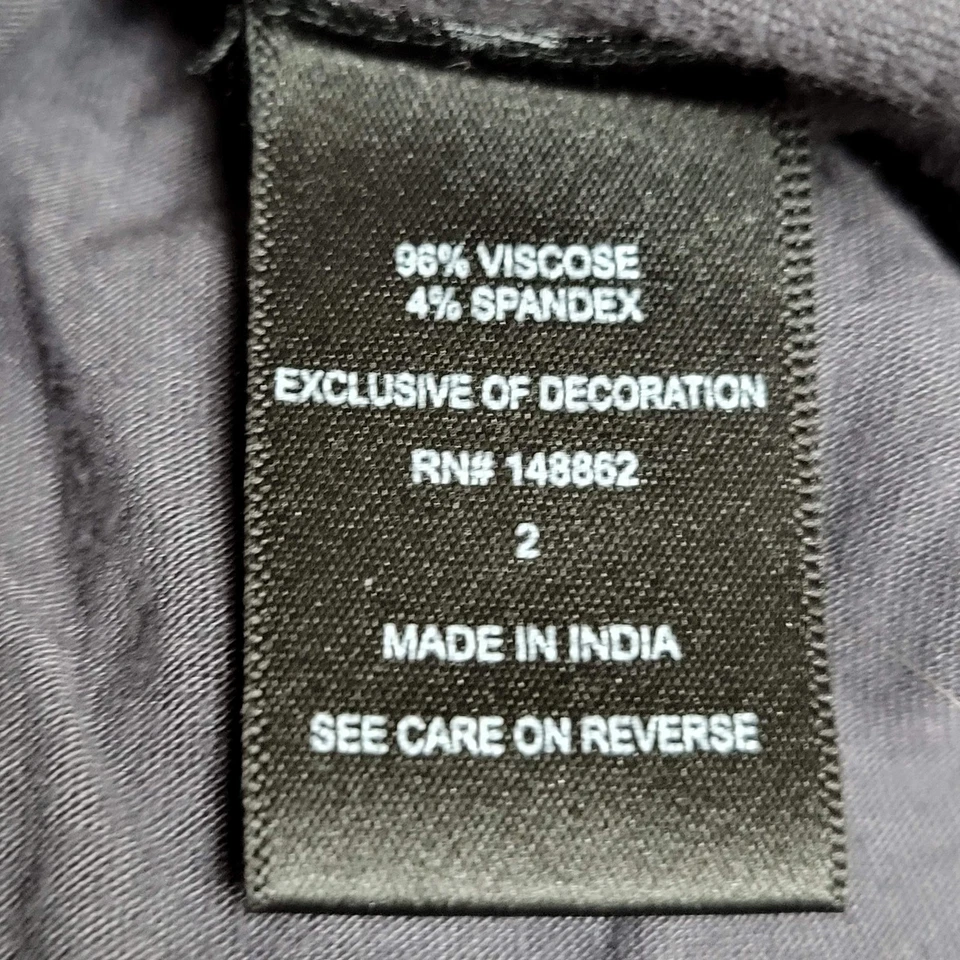 96% VISCOSE
4% SPANDEX
EXCLUSIVE OF DECORATION
RN# 148862
2
MADE IN INDIA
SEE CARE ON REVERSE